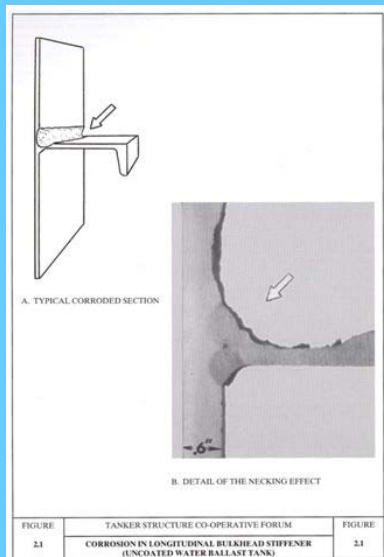 A. TYPICAL CORRODED SECTION
.6"
B. DETAIL OF THE NECKING EFFECT
FIGURE
TANKER STRUCTURE CO-OPERATIVE FORUM
FIGURE
2.1
CORROSION IN LONGITUDINAL BULKHEAD STIFFENER
(UNCOATED WATER BALLAST TANK)
2.1